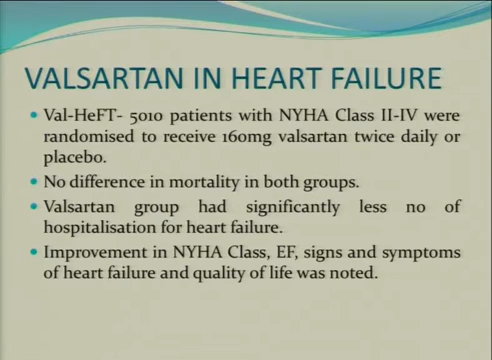 VALSARTAN IN HEART FAILURE
Val-HeFT- 5010 patients with NYHA Class II-IV were
randomised to receive 160mg valsartan twice daily or
placebo.
No difference in mortality in both groups.
Valsartan group had significantly less no of
hospitalisation for heart failure.
Improvement in NYHA Class, EF, signs and symptoms
of heart failure and quality of life was noted.